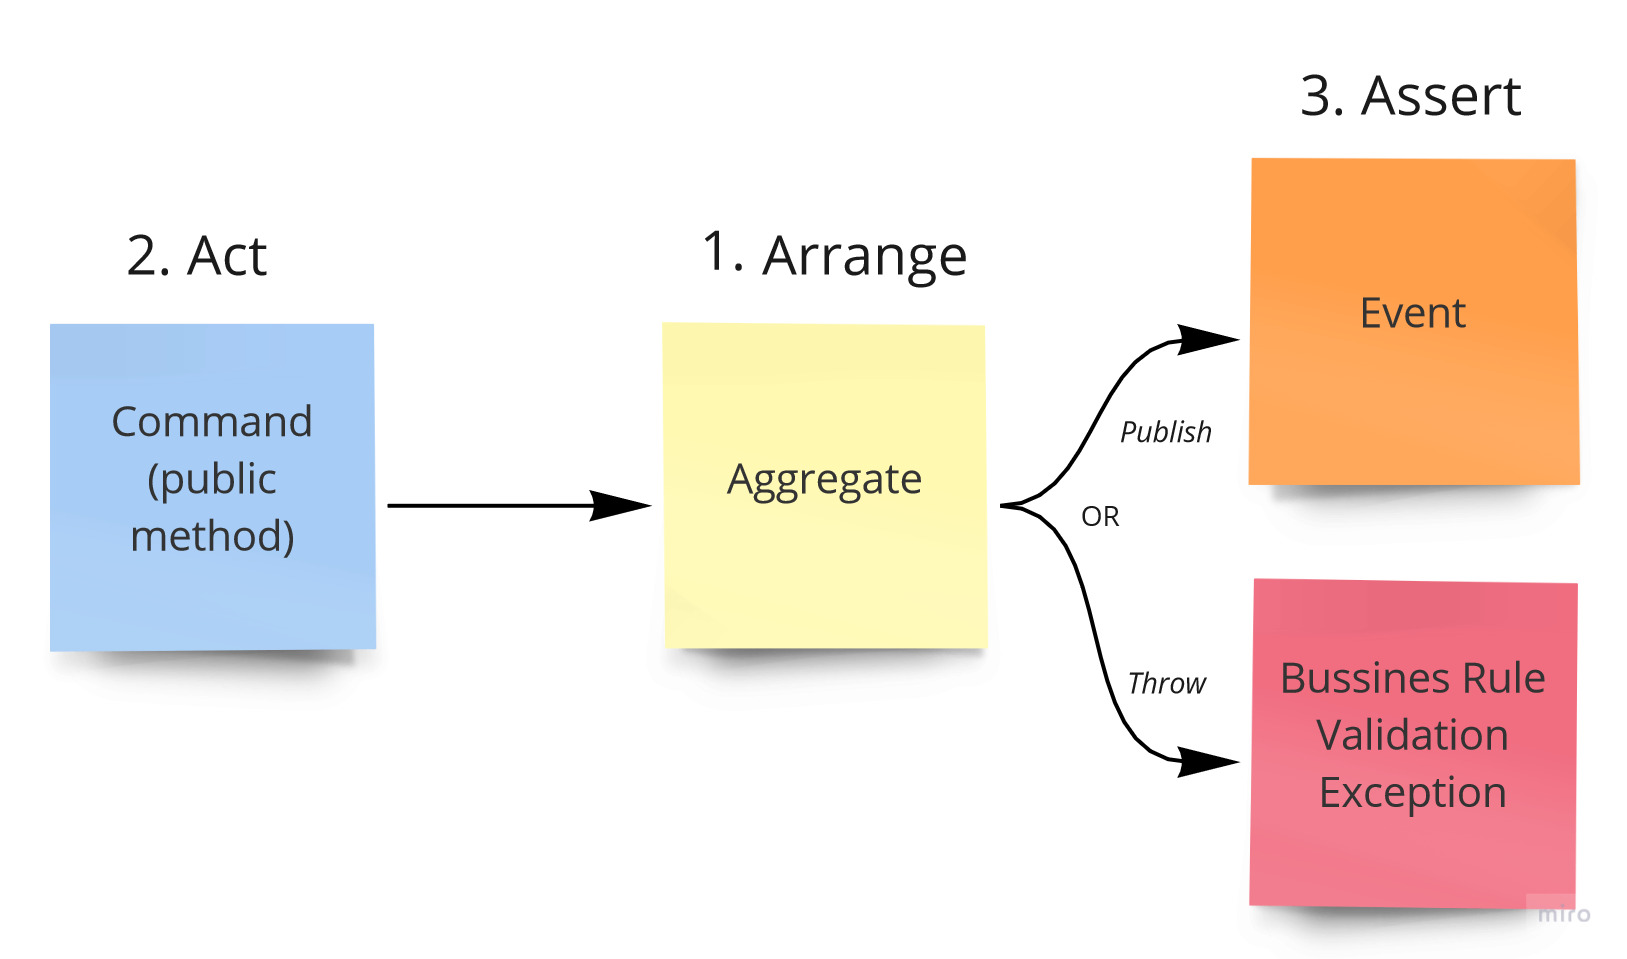 2. Act
Command
(public
method)
1. Arrange
Aggregate
Publish
OR
Throw
3. Assert
Event
Bussines Rule
Validation
Exception
miro